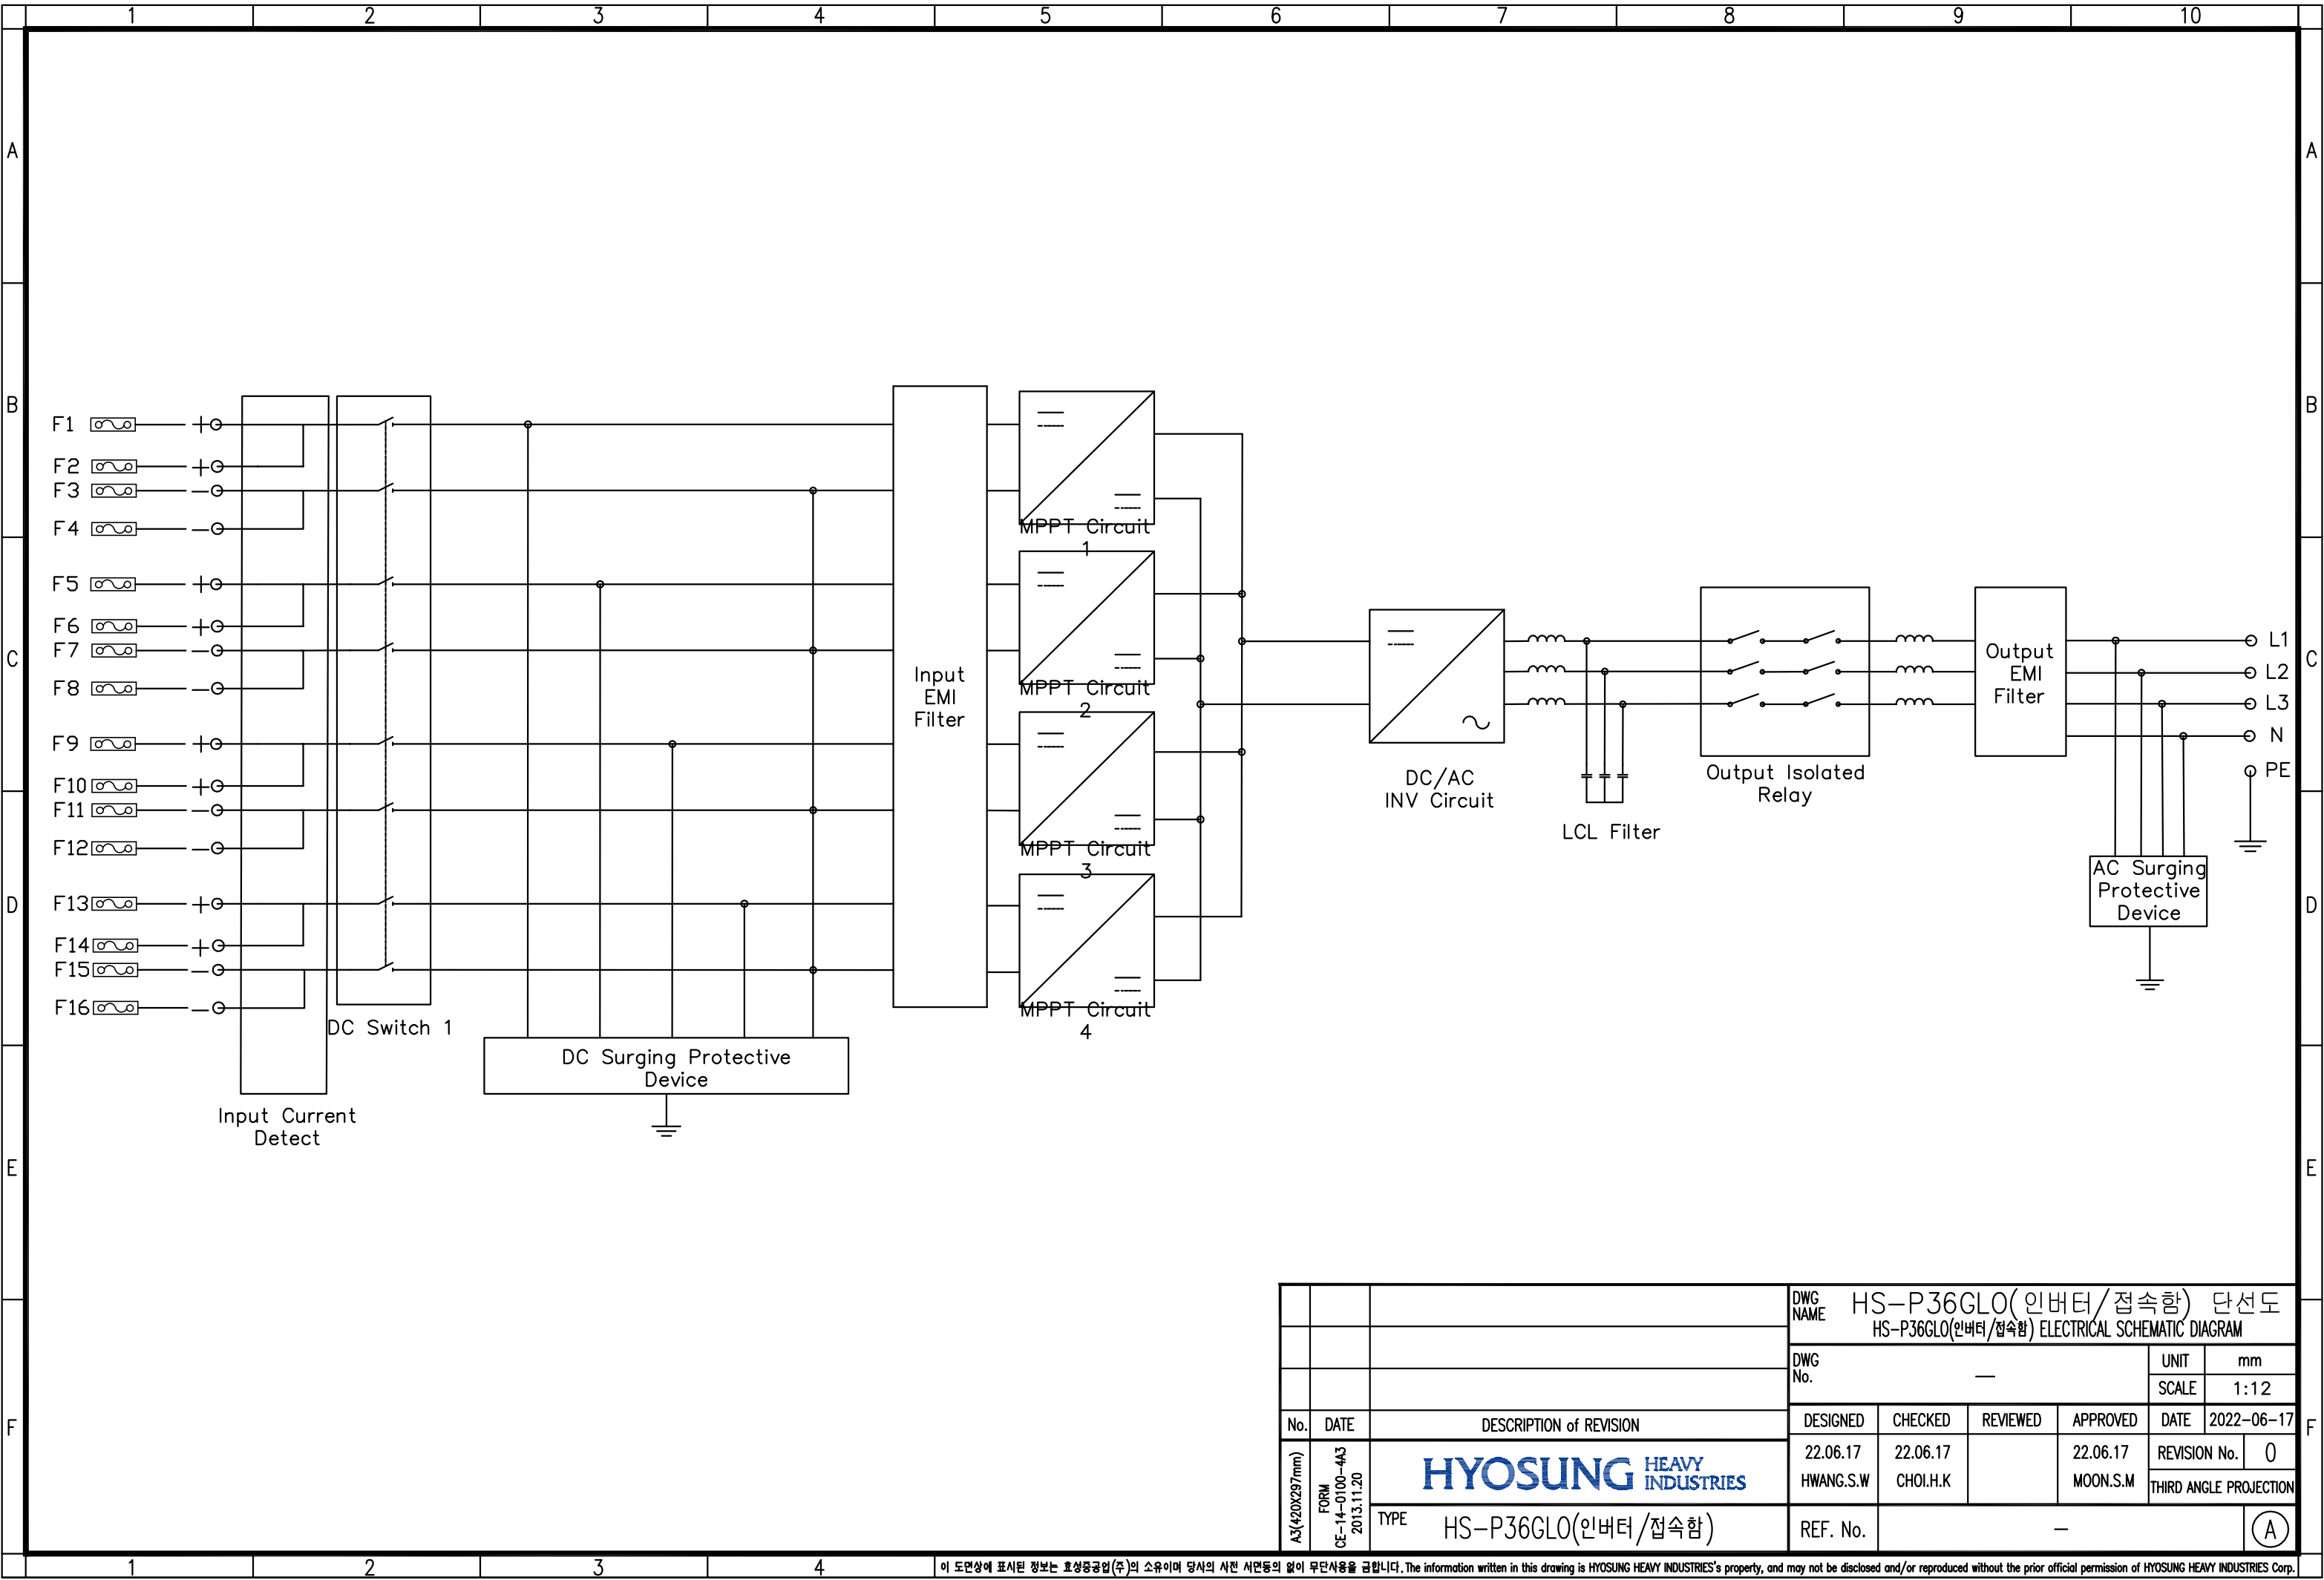 1 2 3 4 5 6 7 8 9 10
A
A
B
B
C
C
D
D
E
E
F
F
F1 +
F2 +
F3 −
F4 −
F5 +
F6 +
F7 −
F8 −
F9 +
F10 +
F11 −
F12 −
F13 +
F14 +
F15 −
F16 −
Input Current
Detect
DC Switch 1
DC Surging Protective
Device
Input
EMI
Filter
MPPT Circuit
1
MPPT Circuit
2
MPPT Circuit
3
MPPT Circuit
4
DC/AC
INV Circuit
LCL Filter
Output Isolated
Relay
Output
EMI
Filter
L1
L2
L3
N
PE
AC Surging
Protective
Device
DWG
NAME
HS-P36GLO(인버터/접속함) 단선도
HS-P36GLO(인버터/접속함) ELECTRICAL SCHEMATIC DIAGRAM
DWG
No.
—
UNIT mm
SCALE 1:12
No. DATE DESCRIPTION of REVISION
DESIGNED CHECKED REVIEWED APPROVED DATE 2022-06-17
22.06.17 22.06.17 22.06.17 REVISION No. 0
HWANG.S.W CHOI.H.K MOON.S.M THIRD ANGLE PROJECTION
A3(420X297mm)
FORM
CE-14-0100-4A3
2013.11.20
HYOSUNG HEAVY
INDUSTRIES
TYPE HS-P36GLO(인버터/접속함)
REF. No. — A
1 2 3 4
이 도면상에 표시된 정보는 효성중공업(주)의 소유이며 당사의 사전 서면동의 없이 무단사용을 금합니다. The information written in this drawing is HYOSUNG HEAVY INDUSTRIES's property, and may not be disclosed and/or reproduced without the prior official permission of HYOSUNG HEAVY INDUSTRIES Corp.